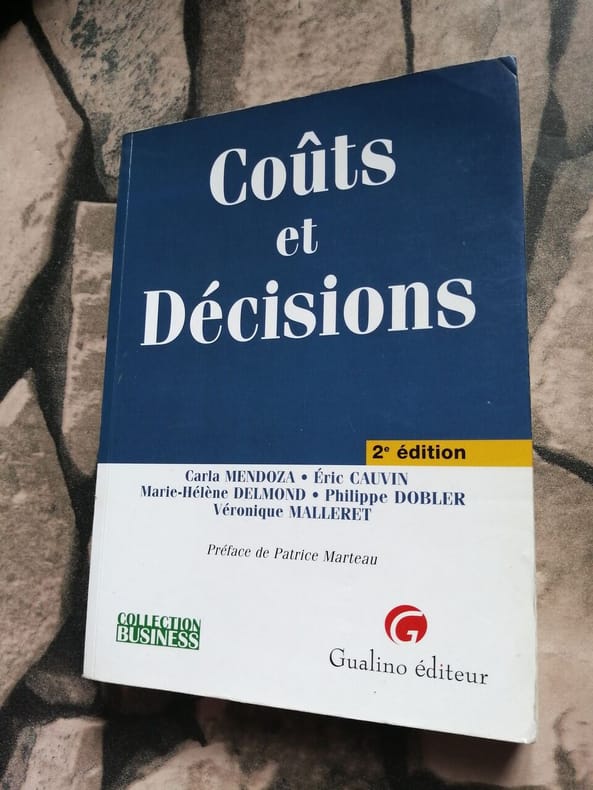 Coûts
et
Décisions
2e édition
Carla MENDOZA • Éric CAUVIN
Marie-Hélène DELMOND • Philippe DOBLER
Véronique MALLERET
Préface de Patrice Marteau
COLLECTION
BUSINESS
G
Gualino éditeur